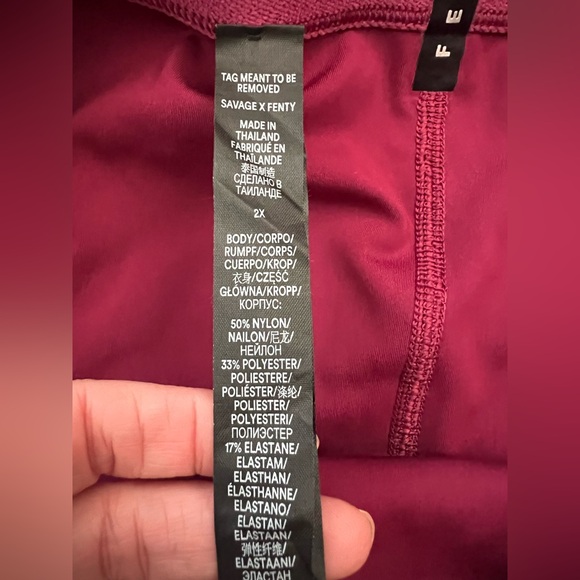 F E
TAG MEANT TO BE
REMOVED
SAVAGE X FENTY
MADE IN
THAILAND
FABRIQUÉ EN
THAÏLANDE
泰国制造
СДЕЛАНО В
ТАИЛАНДЕ
2X
BODY/CORPO/
RUMPF/CORPS/
CUERPO/KROP/
衣身/CZĘŚĆ
GŁÓWNA/KROPP/
КОРПУС:
50% NYLON/
NAILON/尼龙/
НЕЙЛОН
33% POLYESTER/
POLIESTERE/
POLIÉSTER/涤纶/
POLIESTER/
POLYESTERI/
ПОЛИЭСТЕР
17% ELASTANE/
ELASTAM/
ELASTHAN/
ÉLASTHANNE/
ELASTANO/
ELASTAN/
ELASTAAN/
弹性纤维/
ELASTAANI/
ЭЛАСТАН